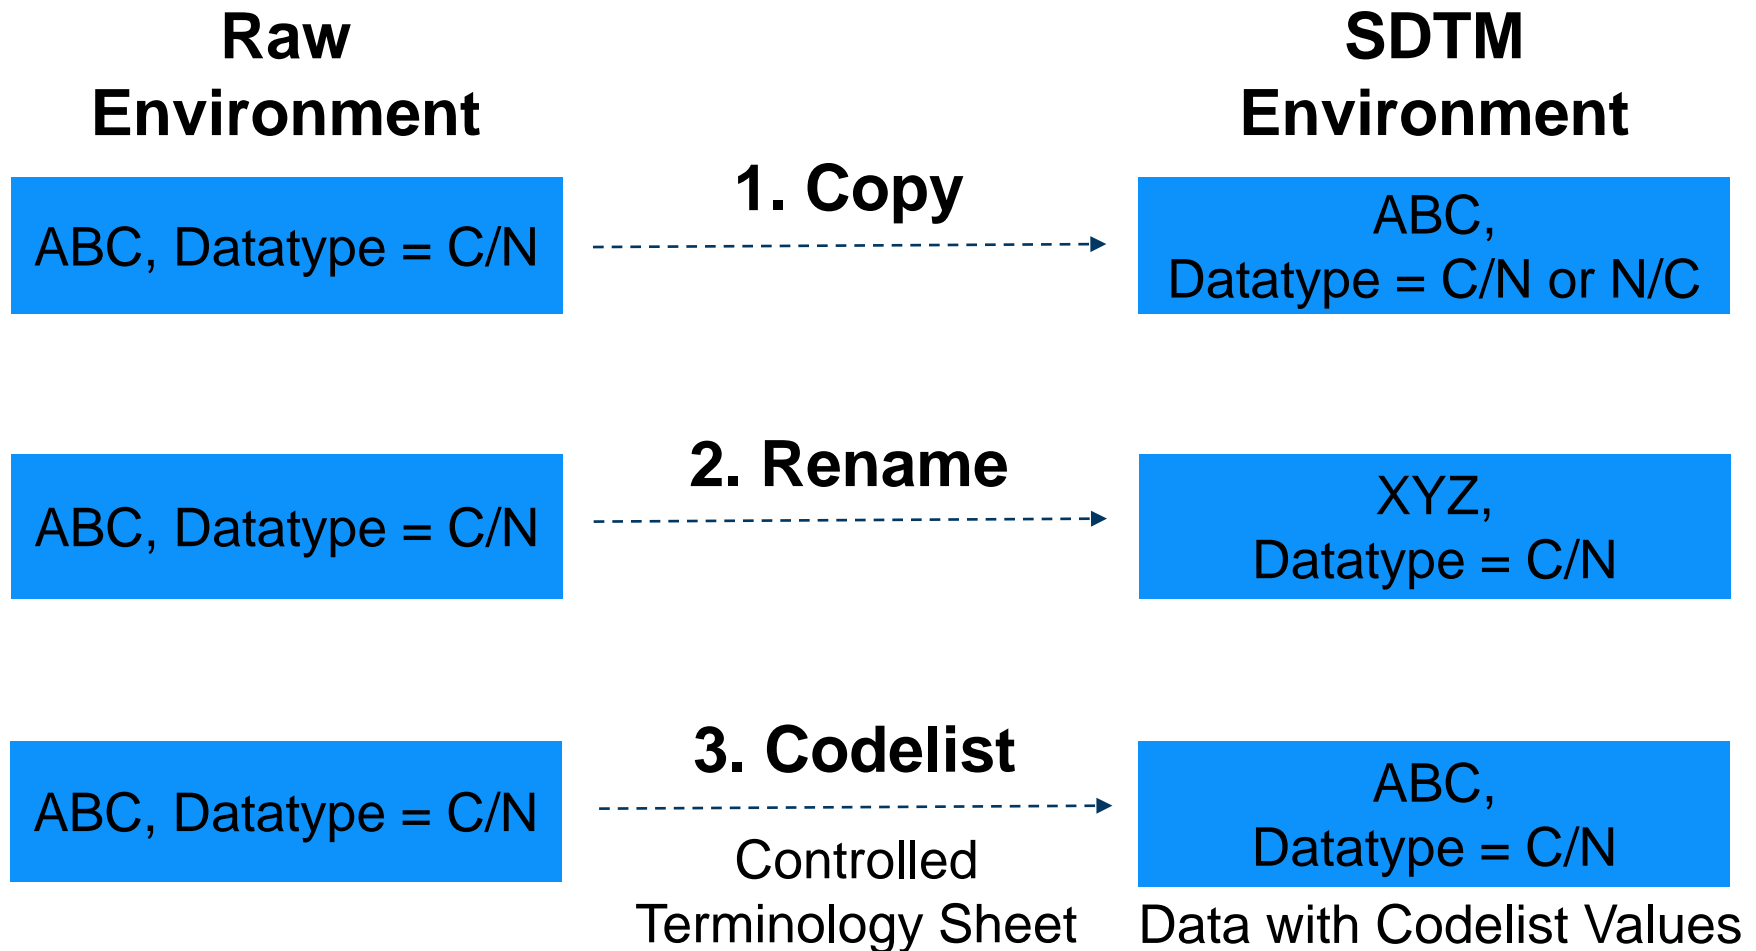 Raw
Environment
SDTM
Environment
1. Copy
ABC, Datatype = C/N
ABC,
Datatype = C/N or N/C
2. Rename
ABC, Datatype = C/N
XYZ,
Datatype = C/N
3. Codelist
ABC, Datatype = C/N
ABC,
Datatype = C/N
Controlled
Terminology Sheet
Data with Codelist Values